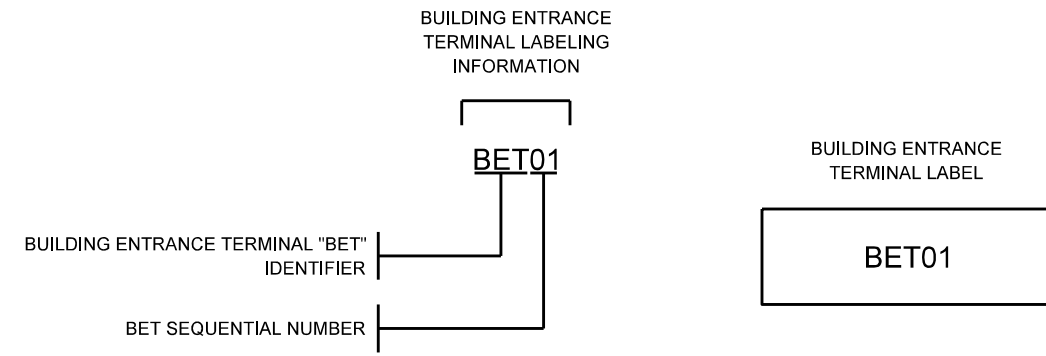 BUILDING ENTRANCE
TERMINAL LABELING
INFORMATION
BET01
BUILDING ENTRANCE TERMINAL "BET"
IDENTIFIER
BET SEQUENTIAL NUMBER
BUILDING ENTRANCE
TERMINAL LABEL
BET01